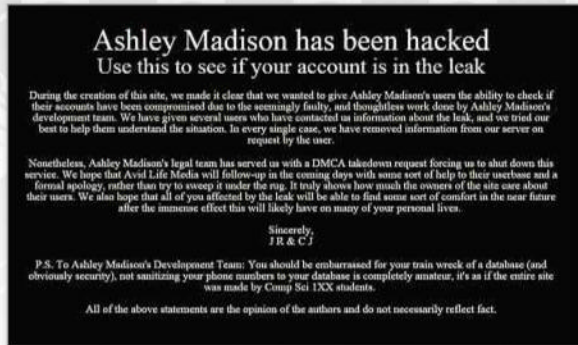 Ashley Madison has been hacked
Use this to see if your account is in the leak
During the creation of this site, we made it clear that we wanted to give Ashley Madison's users the ability to check if
their accounts have been compromised due to the seemingly faulty, and thoughtless work done by Ashley Madison's
development team. We have given several users who have contacted us information about the leak, and we tried our
best to help them understand the situation. In every single case, we have removed information from our server on
request by the user.
Nonetheless, Ashley Madison's legal team has served us with a DMCA takedown request forcing us to shut down this
service. We hope that Avid Life Media will follow-up in the coming days with some sort of help to their userbase and a
formal apology, rather than try to sweep it under the rug. It truly shows how much the owners of the site care about
their users. We also hope that all of you affected by the leak will be able to find some sort of comfort in the near future
after the immense effect this will likely have on many of your personal lives.
Sincerely,
J R & C J
P.S. To Ashley Madison's Development Team: You should be embarrassed for your train wreck of a database (and
obviously security), not sanitizing your phone numbers to your database is completely amateur, it's as if the entire site
was made by Comp Sci 1XX students.
All of the above statements are the opinion of the authors and do not necessarily reflect fact.